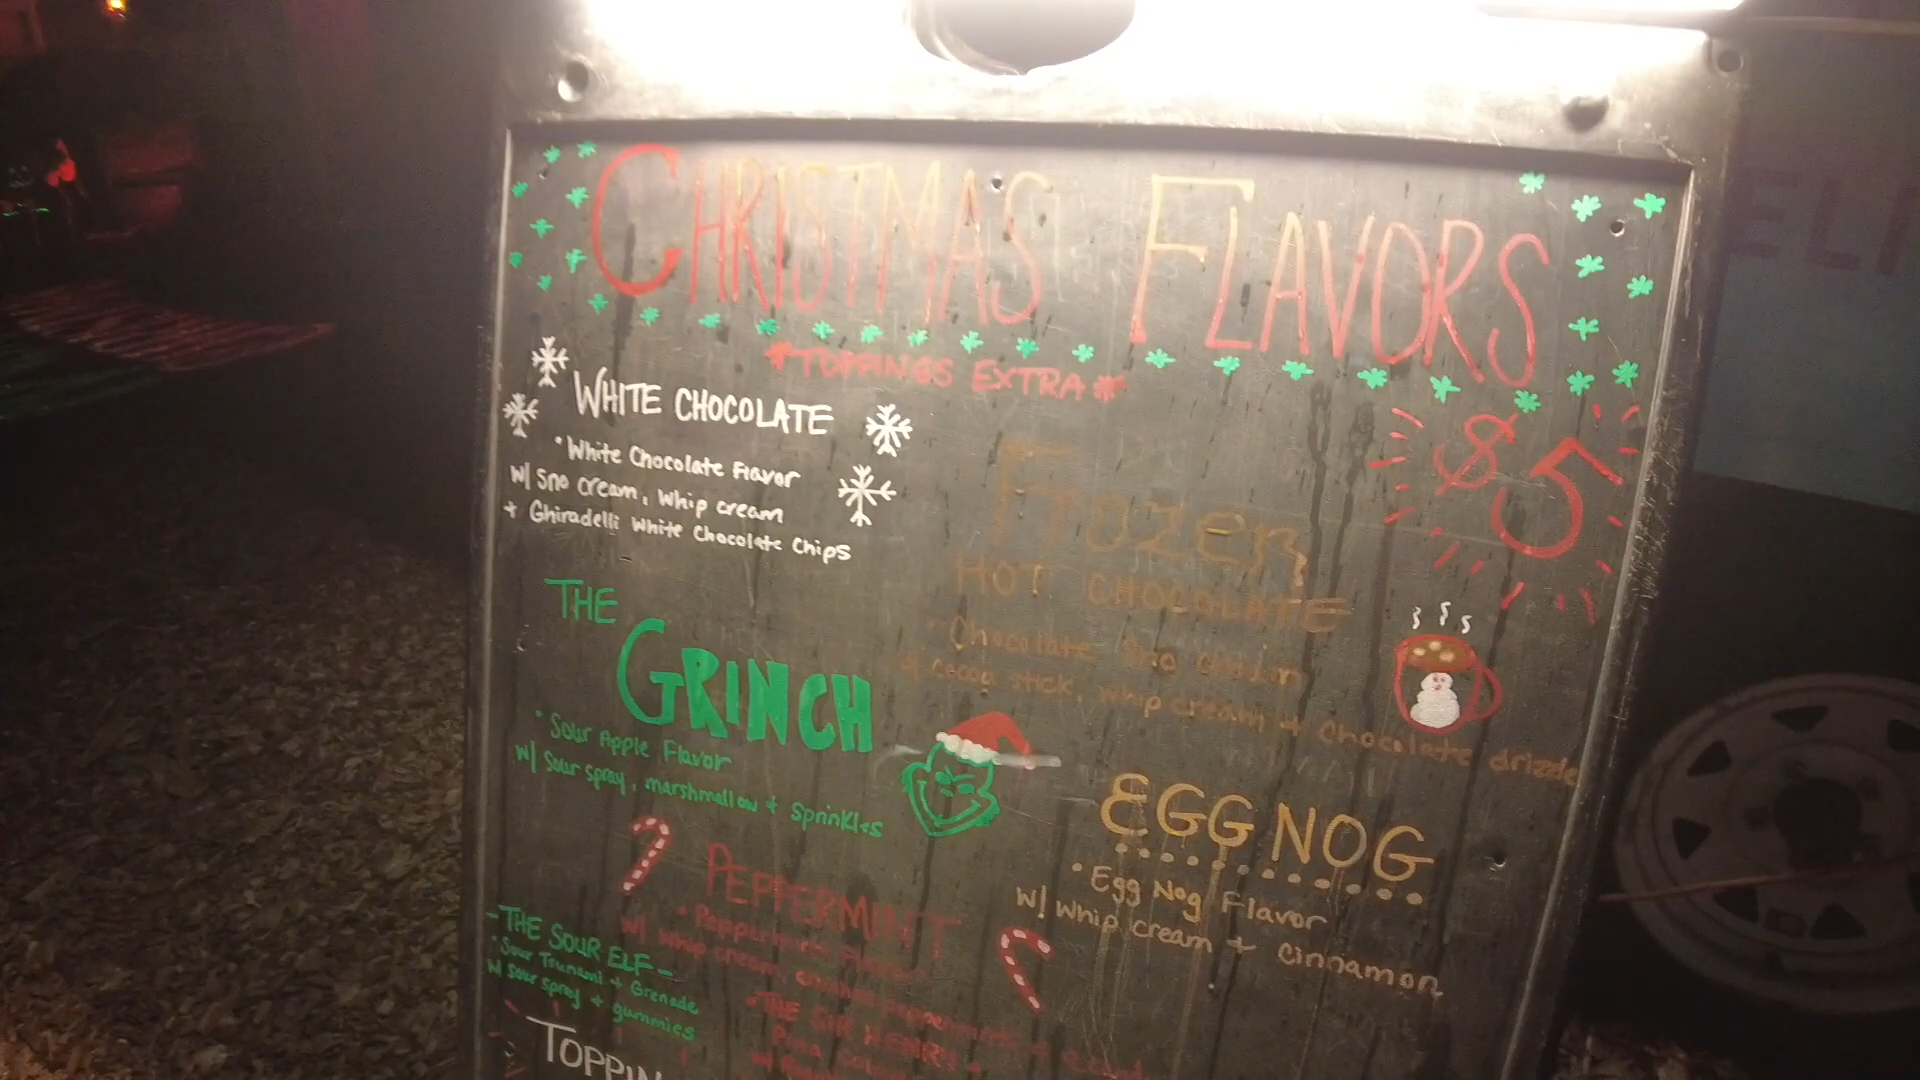 CHRISTMAS FLAVORS
*TOPPINGS EXTRA*
$5
WHITE CHOCOLATE
• White Chocolate Flavor
w/ Sno cream, whip cream
+ Ghiradelli White Chocolate Chips
Frozen
HOT CHOCOLATE
• Chocolate Sno cream
w/ cocoa stick, whip cream + chocolate drizzle
THE
GRINCH
• Sour Apple Flavor
w/ Sour spray, marshmallow + Sprinkles
EGG NOG
• Egg Nog Flavor
w/ whip cream + Cinnamon
PEPPERMINT
• Peppermint Flavor
w/ whip cream,
- THE SOUR ELF -
• Sour Tsunami + Grenade
w/ sour spray + gummies
• THE
TOPPIN